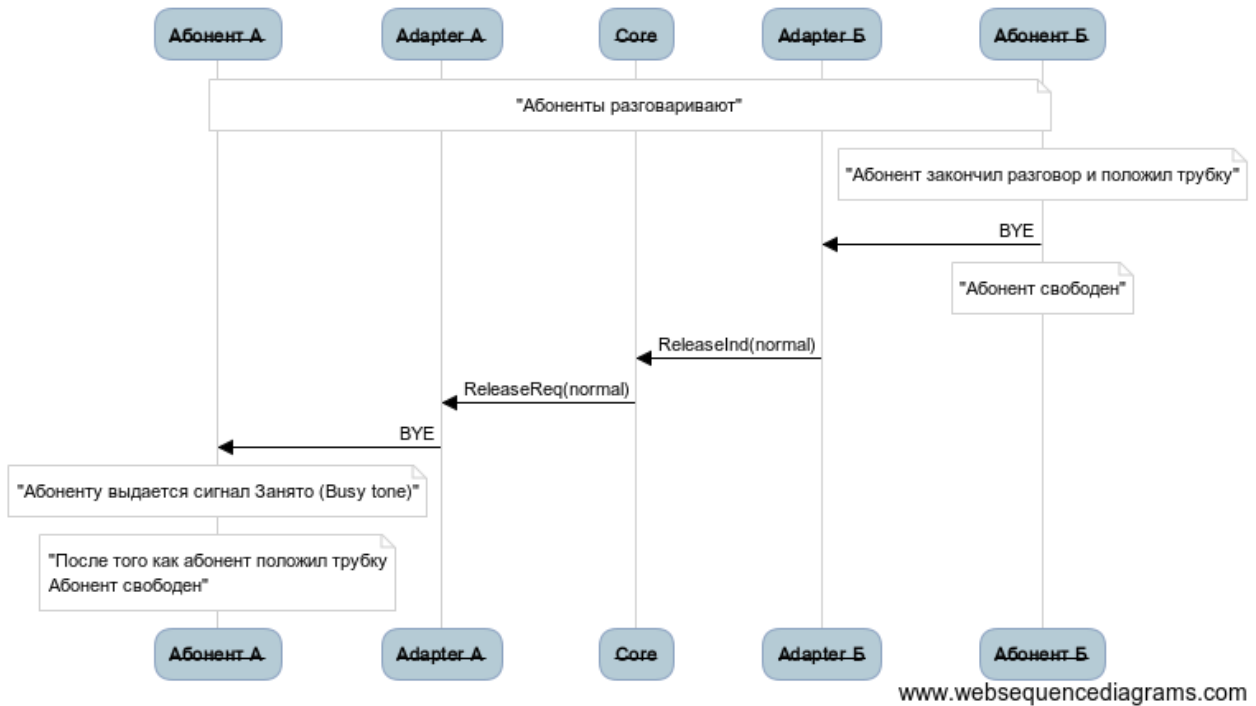 Абонент А Adapter А Core Adapter Б Абонент Б
"Абоненты разговаривают"
"Абонент закончил разговор и положил трубку"
BYE
"Абонент свободен"
ReleaseInd(normal)
ReleaseReq(normal)
BYE
"Абоненту выдается сигнал Занято (Busy tone)"
"После того как абонент положил трубку
Абонент свободен"
Абонент А Adapter А Core Adapter Б Абонент Б
www.websequencediagrams.com